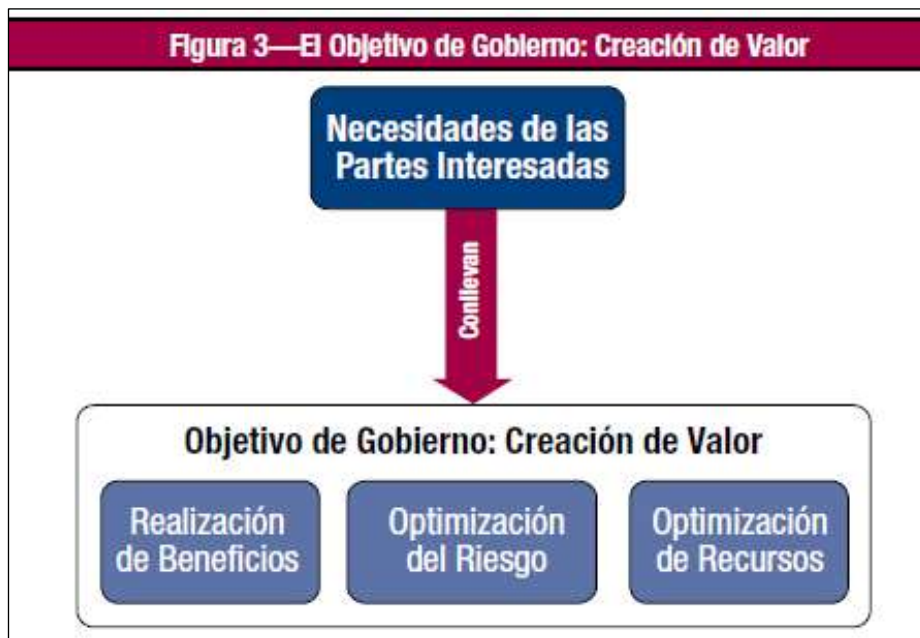 Figura 3—El Objetivo de Gobierno: Creación de Valor
Necesidades de las
Partes Interesadas
Conllevan
Objetivo de Gobierno: Creación de Valor
Realización
de Beneficios
Optimización
del Riesgo
Optimización
de Recursos